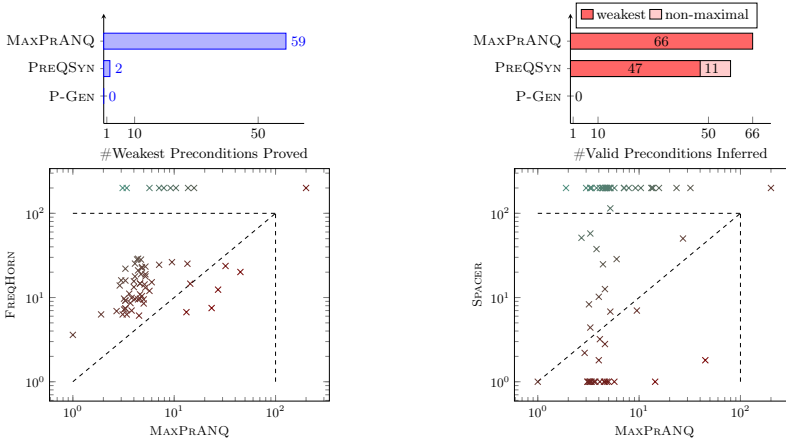 MaxPrANQ
59
PreQSyn
2
P-Gen
0
1 10 50
#Weakest Preconditions Proved
weakest non-maximal
MaxPrANQ
66
PreQSyn
47 11
P-Gen
0
1 10 50 66
#Valid Preconditions Inferred
FreqHorn
10^2
10^1
10^0
10^0 10^1 10^2
MaxPrANQ
Spacer
10^2
10^1
10^0
10^0 10^1 10^2
MaxPrANQ